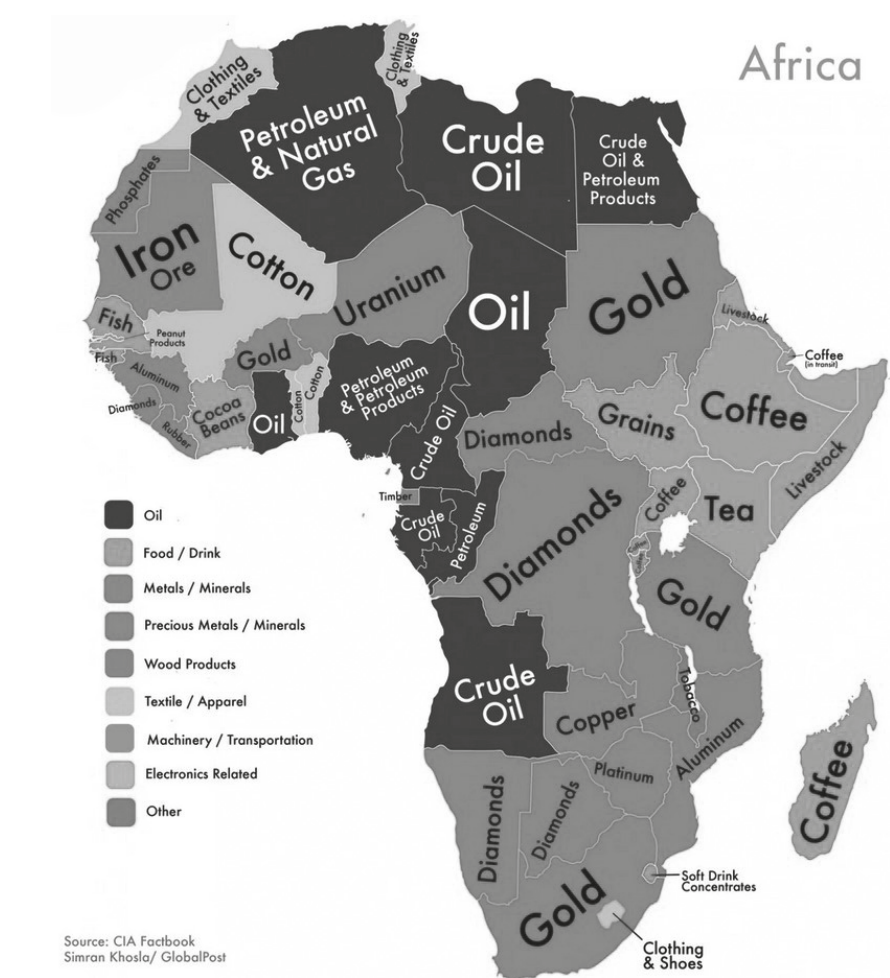 Africa
Clothing
& Textiles
Clothing
& Textiles
Petroleum
& Natural
Gas
Crude
Oil
Crude
Oil &
Petroleum
Products
Phosphates
Iron
Ore
Cotton
Uranium
Oil
Gold
Livestock
Coffee
(in transit)
Fish
Peanut
Products
Fish
Aluminum
Diamonds
Rubber
Cocoa
Beans
Gold
Oil
Cotton
Cotton
Petroleum
& Petroleum
Products
Crude Oil
Diamonds
Grains
Coffee
Livestock
Timber
Crude
Oil
Petroleum
Diamonds
Coffee
Tea
Gold
Crude
Oil
Copper
Tobacco
Aluminum
Platinum
Diamonds
Diamonds
Coffee
Gold
Soft Drink
Concentrates
Clothing
& Shoes
Oil
Food / Drink
Metals / Minerals
Precious Metals / Minerals
Wood Products
Textile / Apparel
Machinery / Transportation
Electronics Related
Other
Source: CIA Factbook
Simran Khosla/ GlobalPost